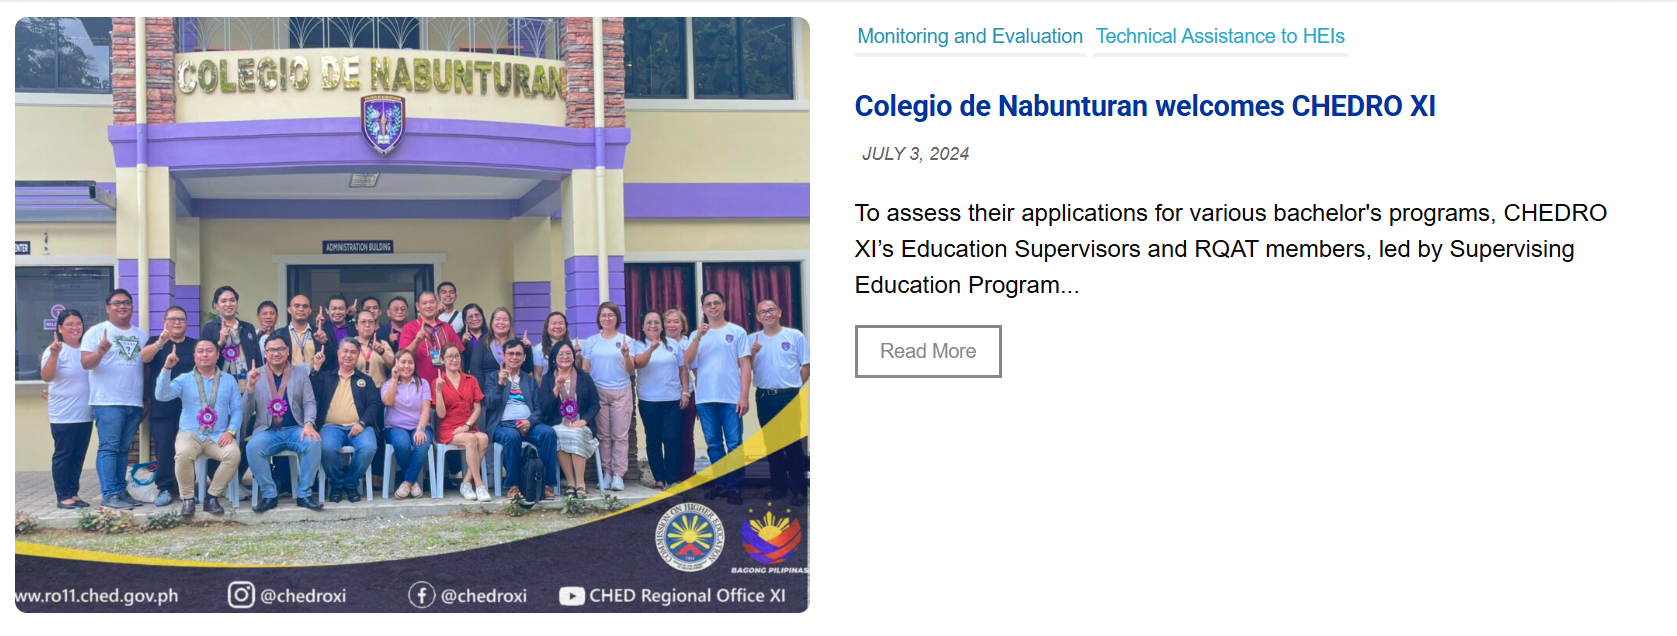 COLEGIO DE NABUNTURAN
ADMINISTRATION BUILDING
COMMISSION ON HIGHER EDUCATION
BAGONG PILIPINAS
ww.ro11.ched.gov.ph
@chedroxi
@chedroxi
CHED Regional Office XI
Monitoring and Evaluation Technical Assistance to HEIs
Colegio de Nabunturan welcomes CHEDRO XI
JULY 3, 2024
To assess their applications for various bachelor's programs, CHEDRO
XI’s Education Supervisors and RQAT members, led by Supervising
Education Program...
Read More